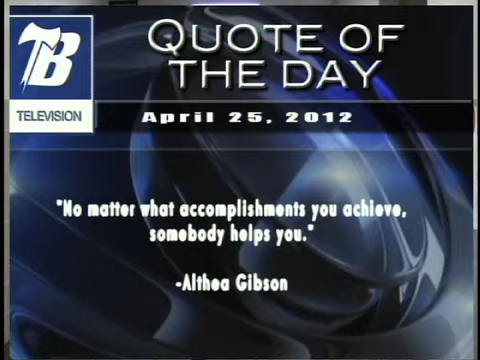 QUOTE OF
THE DAY
TB
TELEVISION
April 25, 2012
"No matter what accomplishments you achieve,
somebody helps you."
-Althea Gibson